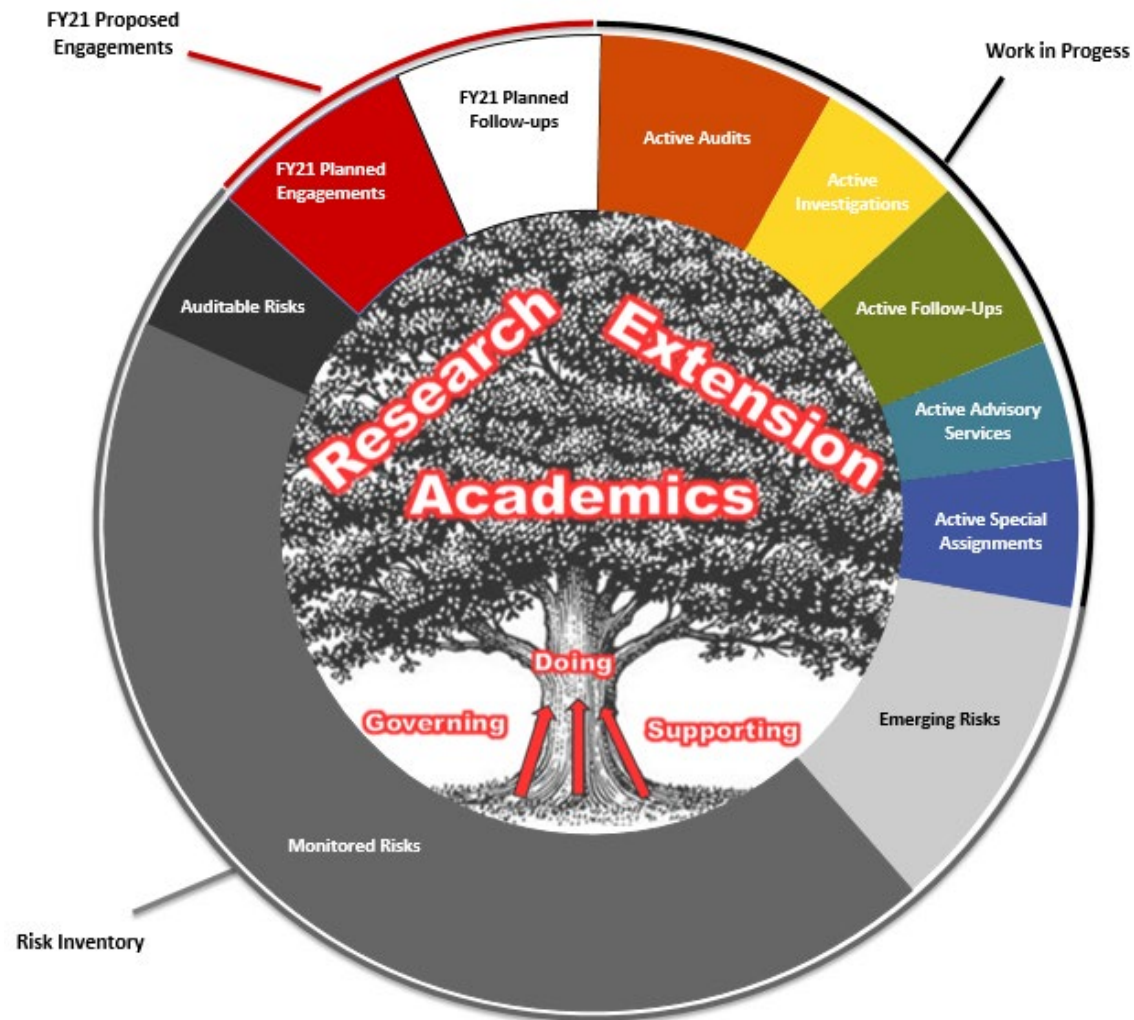 FY21 Proposed
Engagements
Work in Progess
FY21 Planned
Follow-ups
Active Audits
FY21 Planned
Engagements
Active
Investigations
Auditable Risks
Active Follow-Ups
Research
Extension
Academics
Active Advisory
Services
Active Special
Assignments
Doing
Governing
Supporting
Emerging Risks
Monitored Risks
Risk Inventory